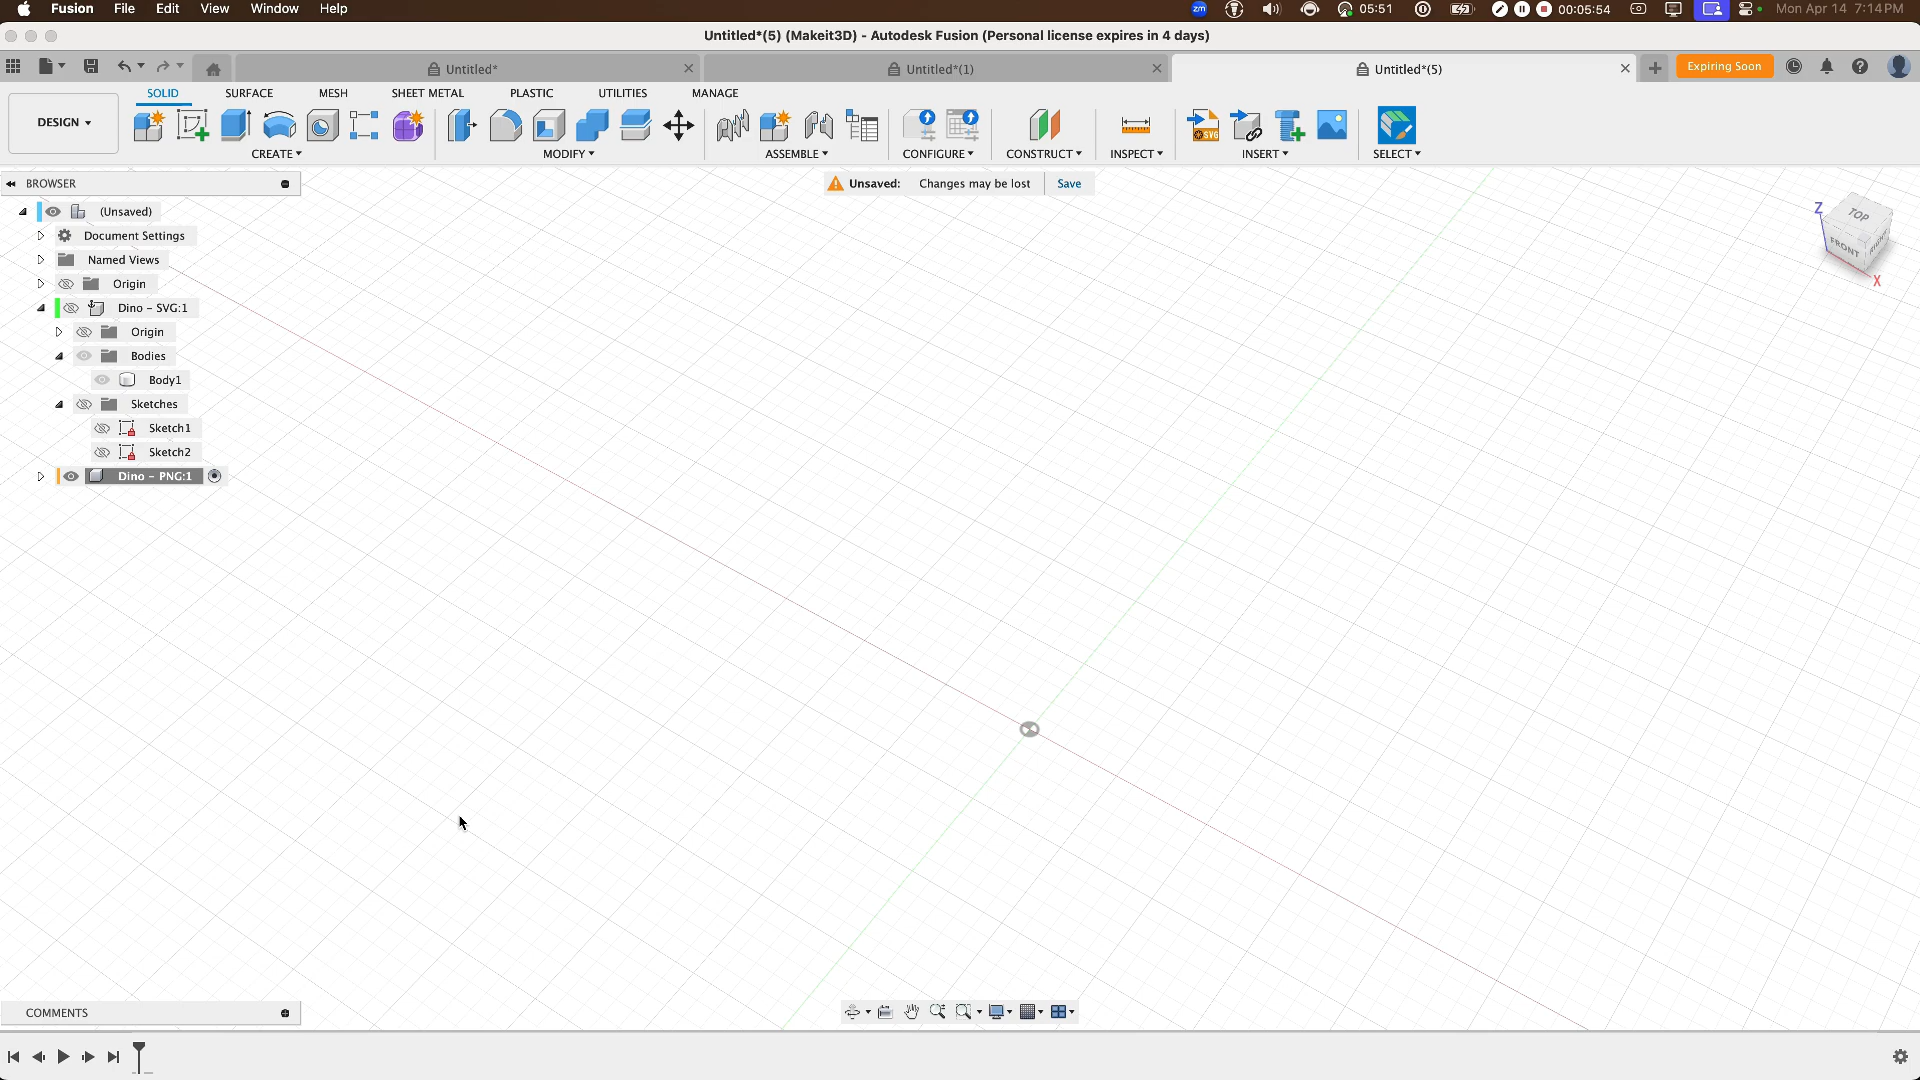 Fusion File Edit View Window Help
zm 05:51 00:05:54 Mon Apr 14 7:14PM
Untitled*(5) (Makeit3D) - Autodesk Fusion (Personal license expires in 4 days)
Untitled* Untitled*(1) Untitled*(5) Expiring Soon
SOLID SURFACE MESH SHEET METAL PLASTIC UTILITIES MANAGE
DESIGN
SVG
CREATE MODIFY ASSEMBLE CONFIGURE CONSTRUCT INSPECT INSERT SELECT
BROWSER
Unsaved: Changes may be lost Save
(Unsaved)
Document Settings
Named Views
Origin
Dino - SVG:1
Origin
Bodies
Body1
Sketches
Sketch1
Sketch2
Dino - PNG:1
Z
TOP
FRONT RIGHT
X
COMMENTS